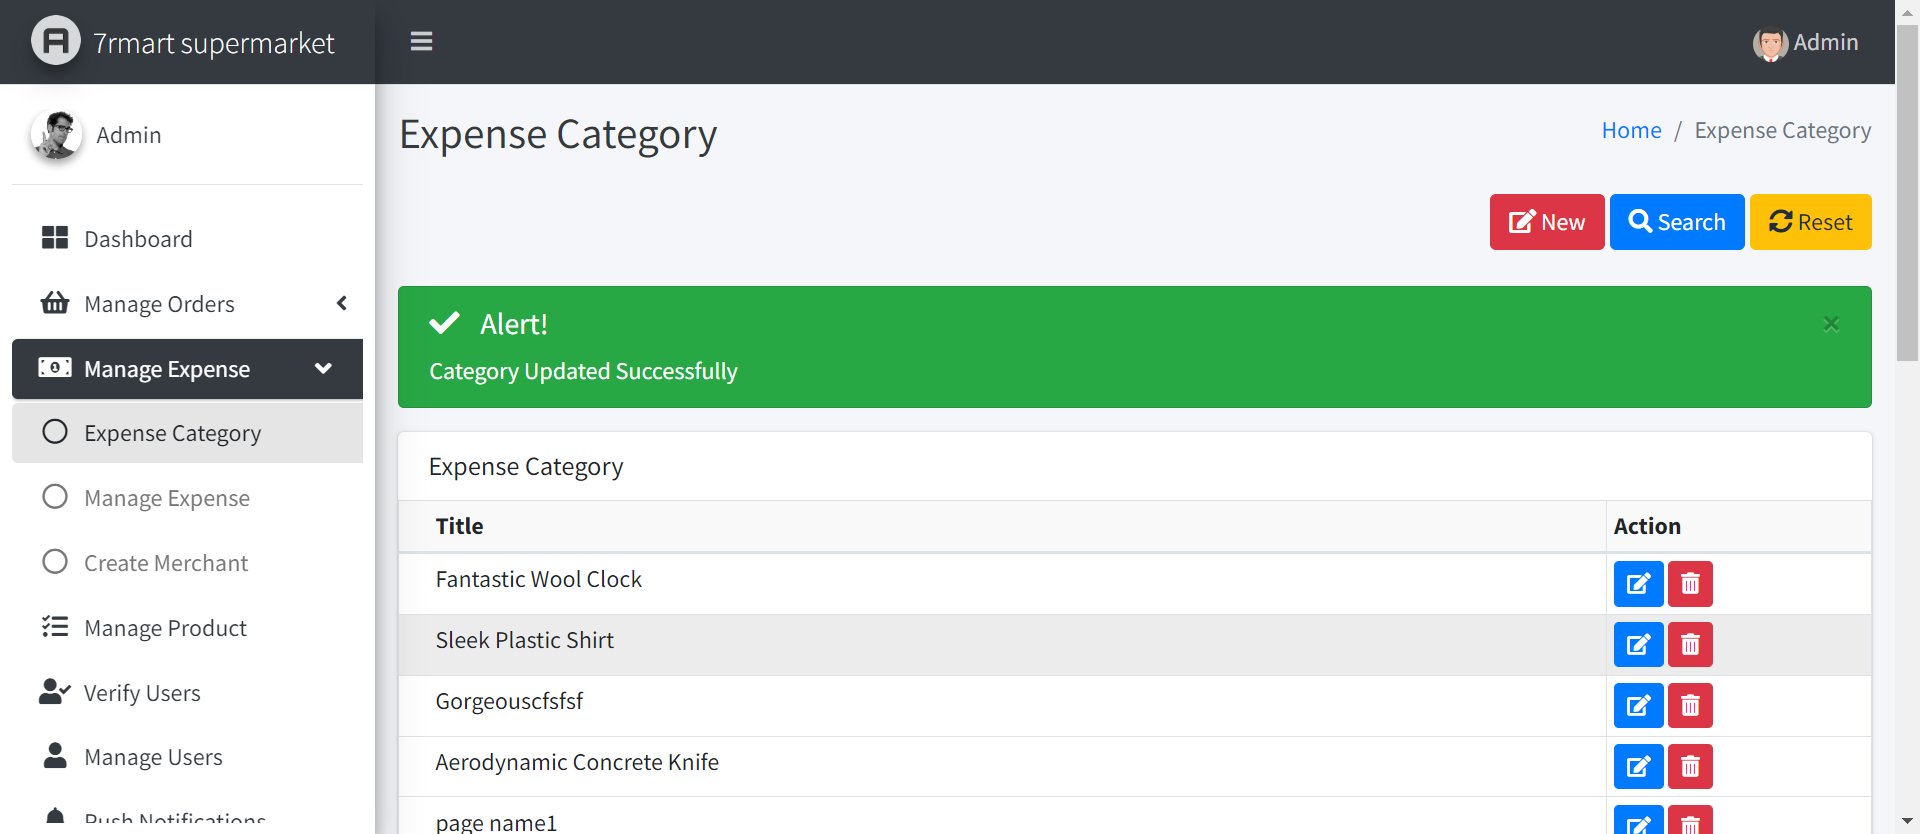 7rmart supermarket
Admin
Admin
Dashboard
Manage Orders
Manage Expense
Expense Category
Manage Expense
Create Merchant
Manage Product
Verify Users
Manage Users
Push Notifications
Expense Category
Home / Expense Category
New Search Reset
Alert!
×
Category Updated Successfully
Expense Category
Title Action
Fantastic Wool Clock
Sleek Plastic Shirt
Gorgeouscfsfsf
Aerodynamic Concrete Knife
page name1